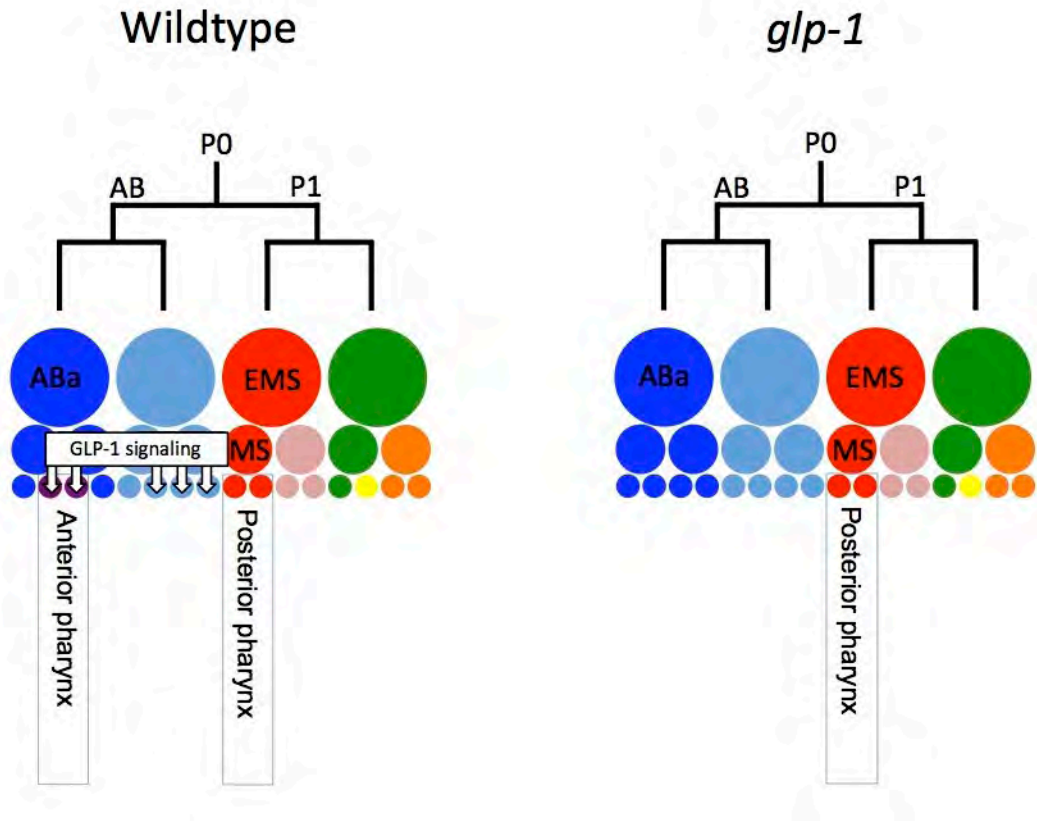 Wildtype
glp-1
P0
AB
P1
ABa
EMS
GLP-1 signaling
MS
Anterior pharynx
Posterior pharynx
P0
AB
P1
ABa
EMS
MS
Posterior pharynx